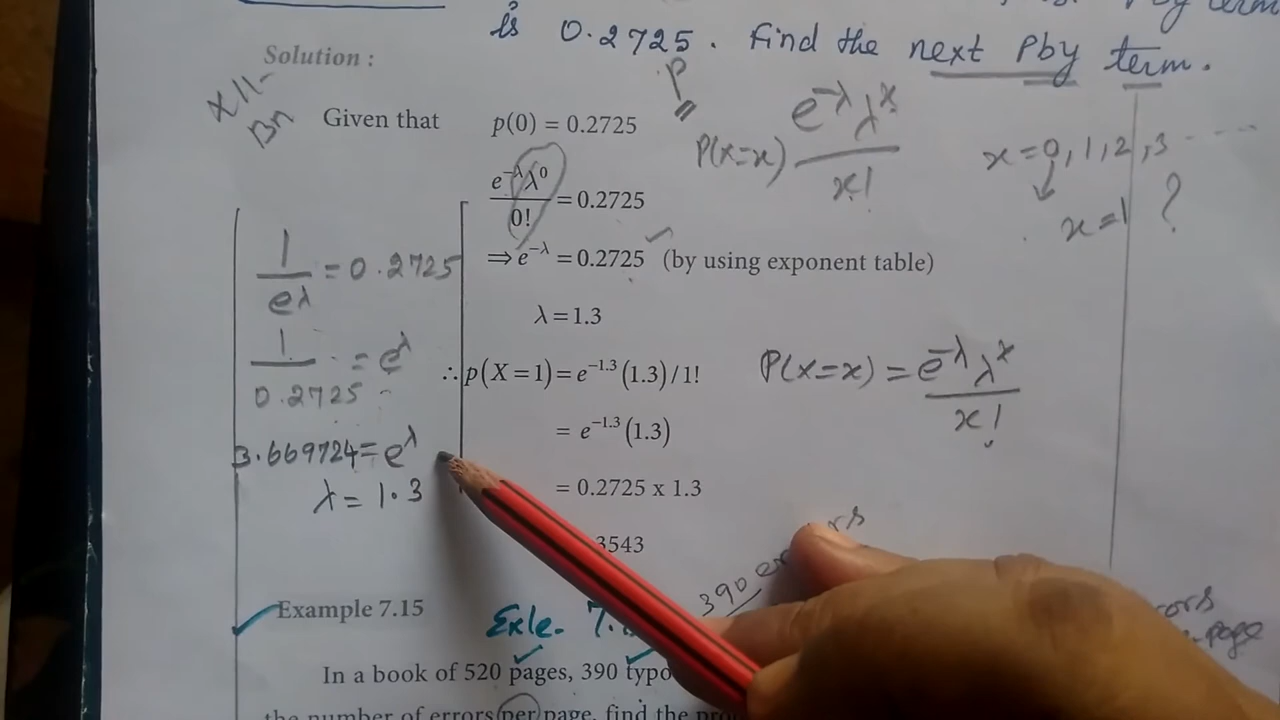 is 0.2725. Find the next Pby term.
Solution :
XII-
Bn
Given that p(0) = 0.2725
P
P(X=x) e^-λ λ^x / x!
x = 0, 1, 2, 3 - - - -
x = 1 ?
e^-λ λ^0 / 0! = 0.2725
⇒ e^-λ = 0.2725 (by using exponent table)
λ = 1.3
∴ p(X = 1) = e^-1.3 (1.3) / 1!
= e^-1.3 (1.3)
= 0.2725 x 1.3
3543
1 / e^λ = 0.2725
1 / 0.2725 = e^λ
3.669724 = e^λ
λ = 1.3
P(X=x) = e^-λ λ^x / x!
390
Example 7.15 Exle. 7.
In a book of 520 pages, 390 typo
the number of errors (per) page, find the
page